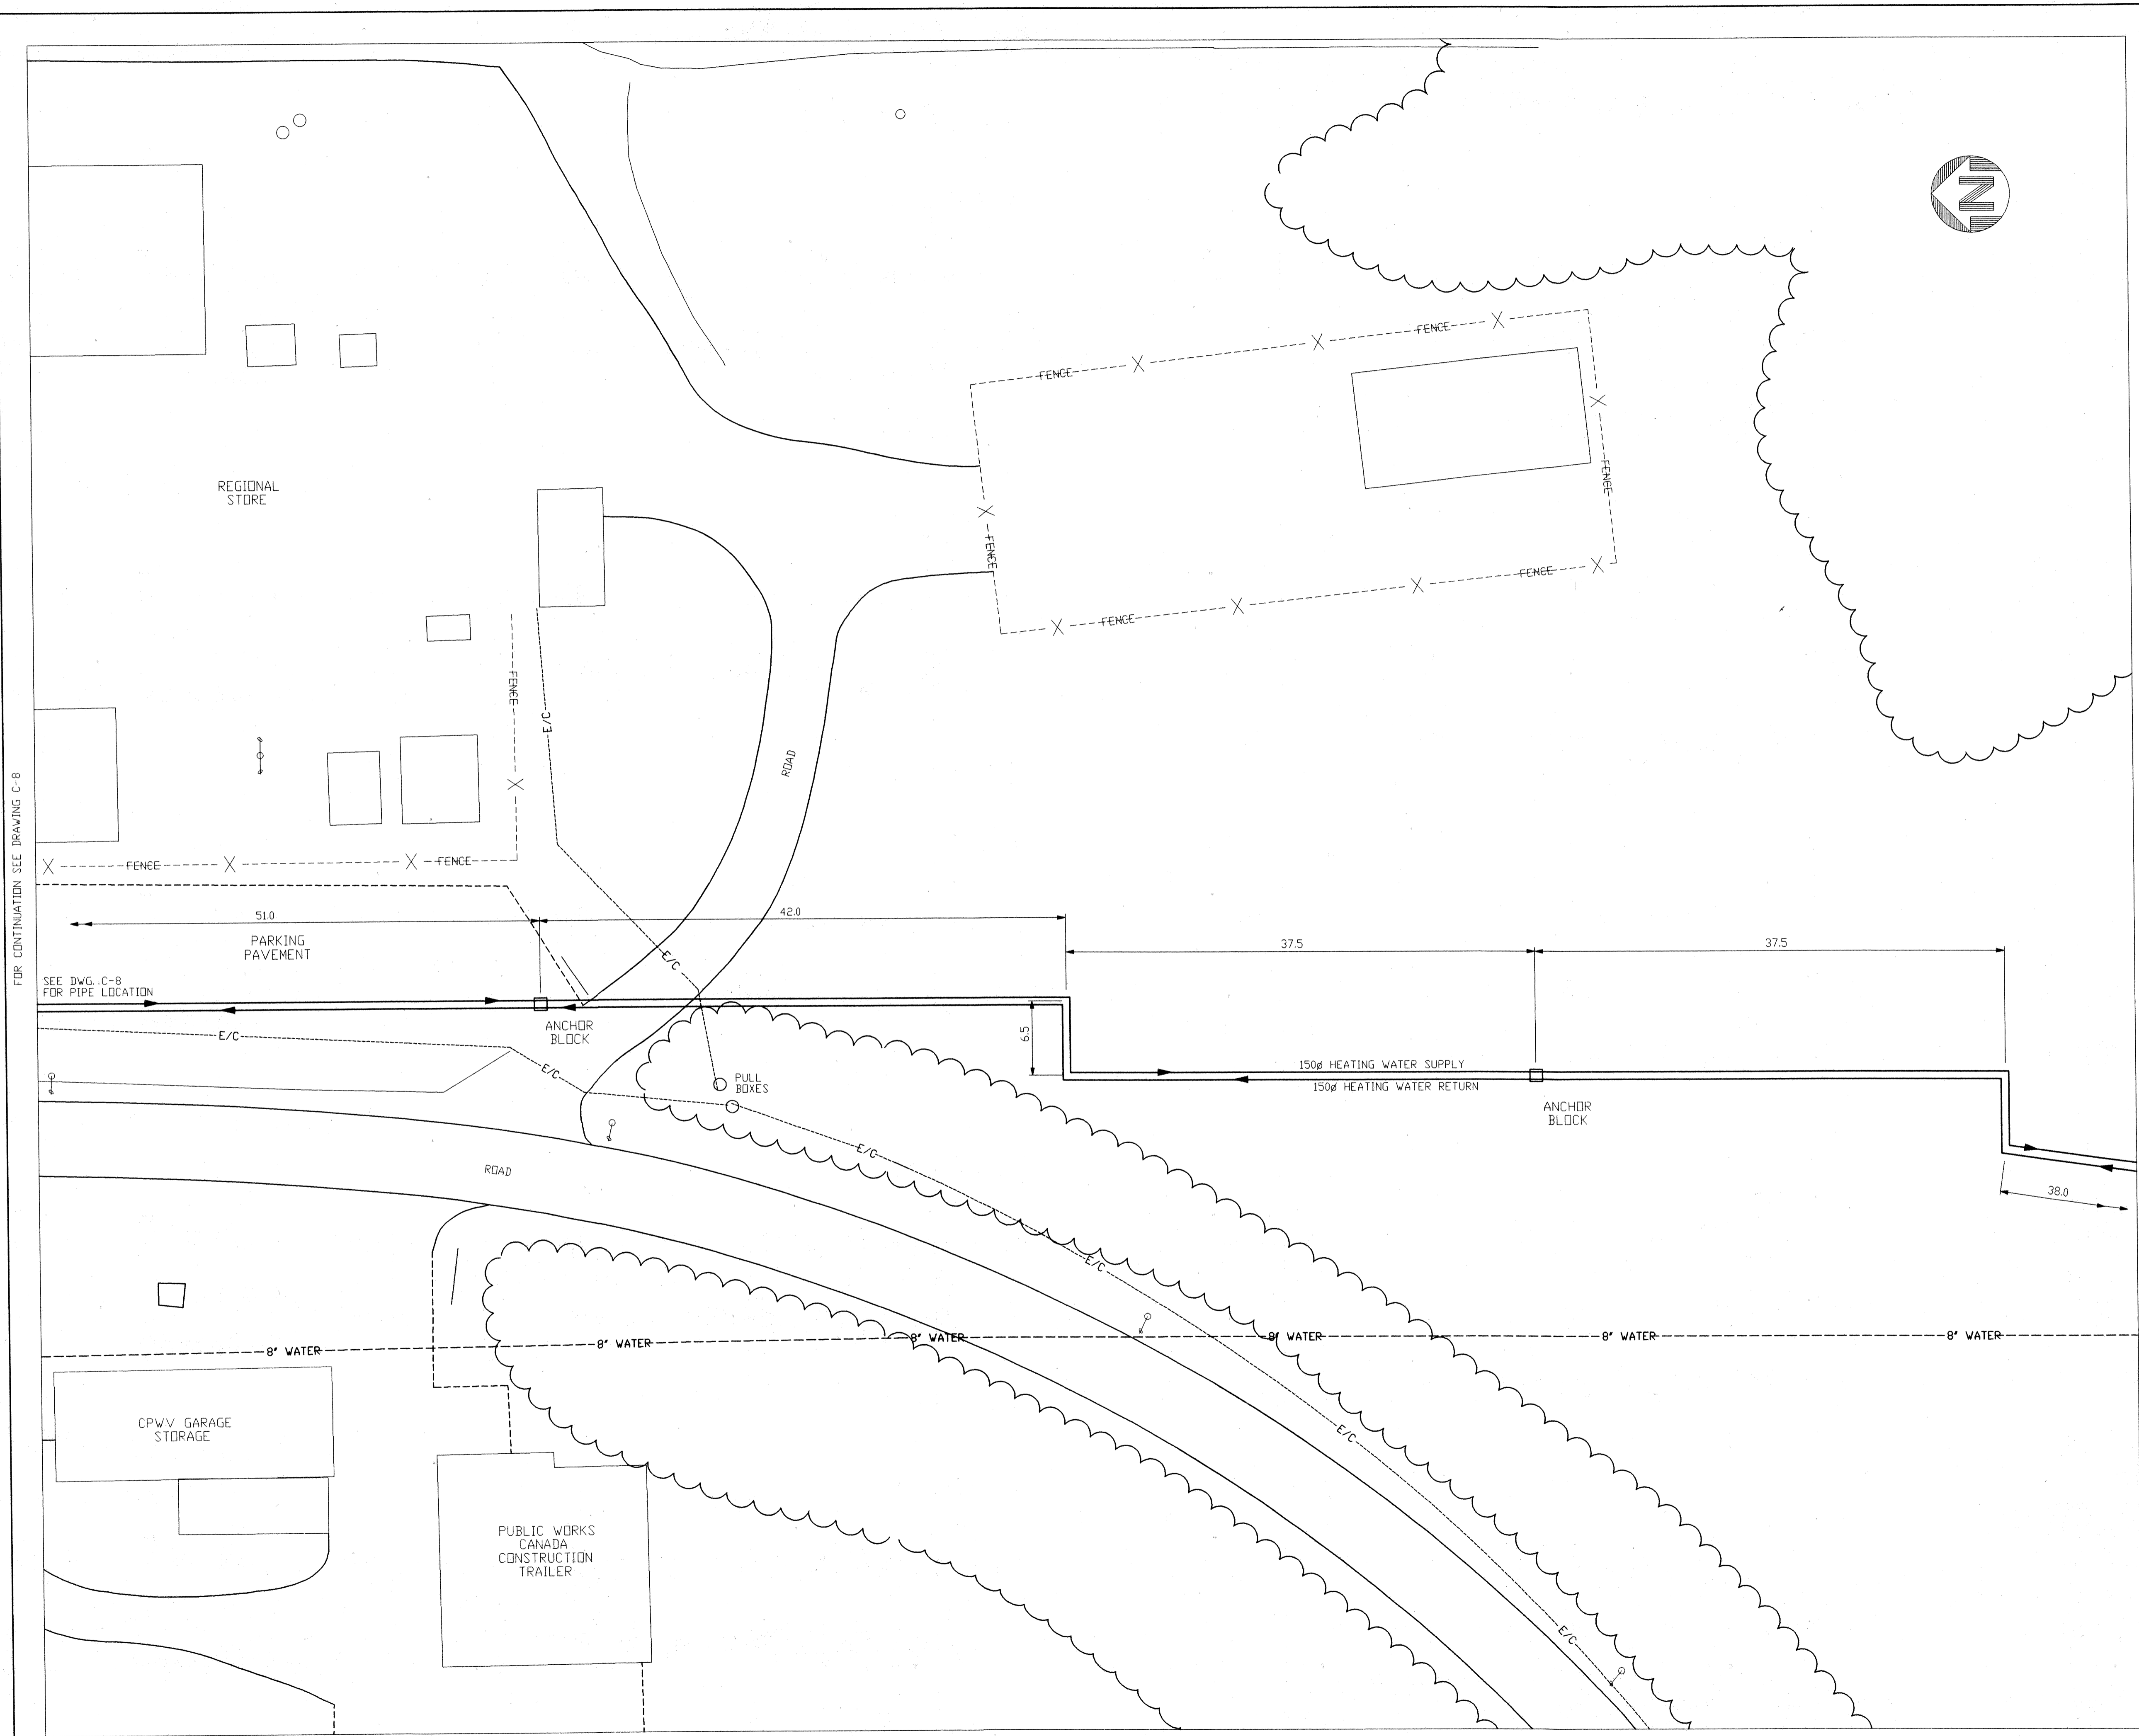 N
FENCE
FENCE
FENCE
FENCE
FENCE
FENCE
REGIONAL
STORE
FENCE
E/C
ROAD
FOR CONTINUATION SEE DRAWING C-8
FENCE
FENCE
51.0
42.0
PARKING
PAVEMENT
37.5
37.5
E/C
SEE DWG. C-8
FOR PIPE LOCATION
ANCHOR
BLOCK
6.5
E/C
E/C
PULL
BOXES
150ø HEATING WATER SUPPLY
150ø HEATING WATER RETURN
ANCHOR
BLOCK
E/C
ROAD
38.0
E/C
8" WATER
8" WATER
8" WATER
8" WATER
8" WATER
8" WATER
CPWV GARAGE
STORAGE
E/C
PUBLIC WORKS
CANADA
CONSTRUCTION
TRAILER
E/C